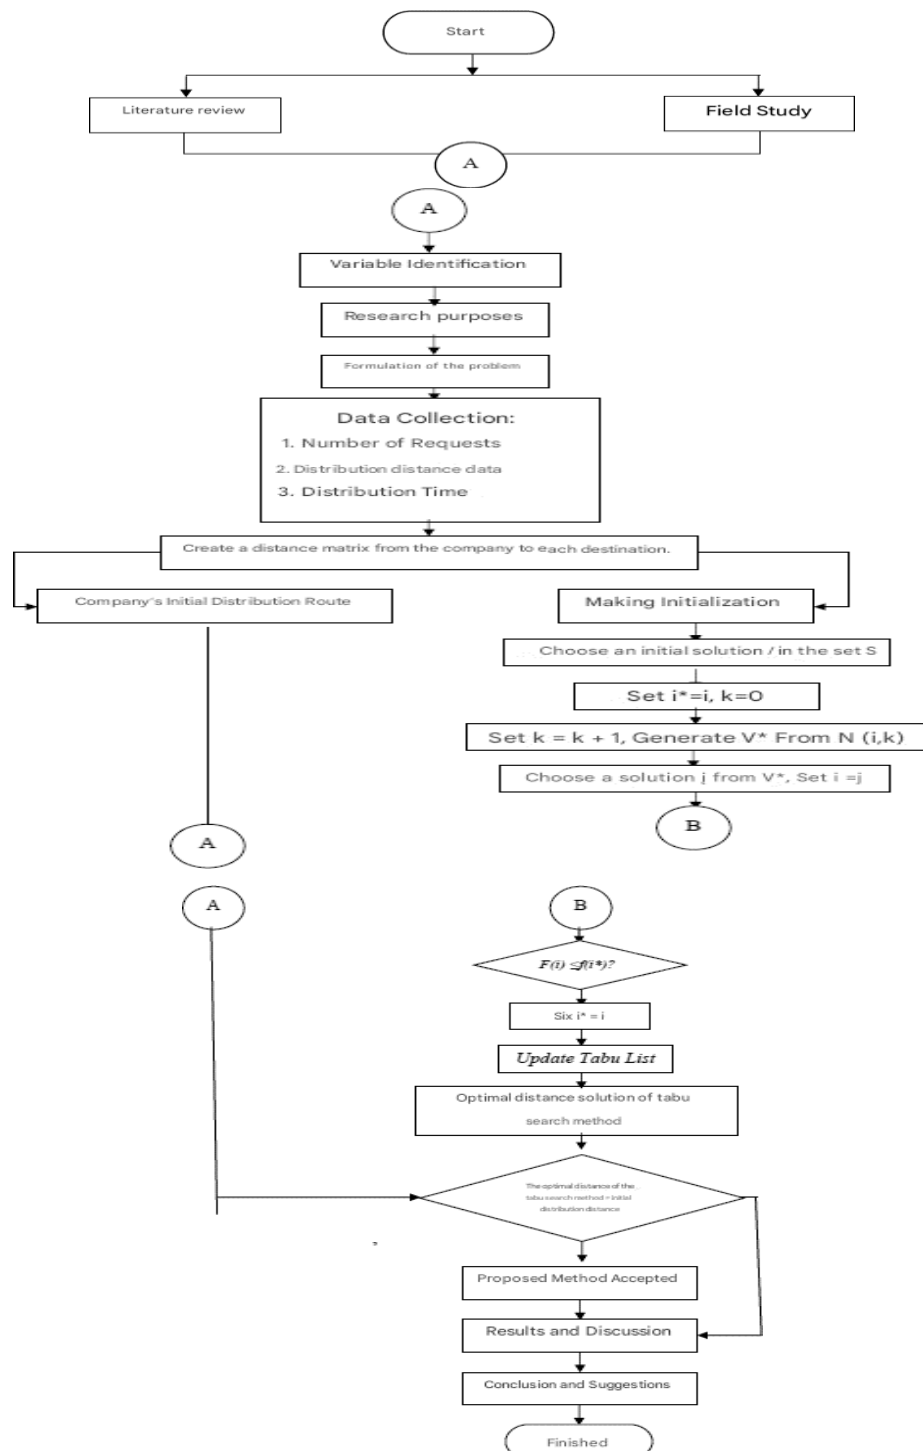 Start
Literature review
Field Study
A
A
Variable Identification
Research purposes
Formulation of the problem
Data Collection:
1. Number of Requests
2. Distribution distance data
3. Distribution Time
Create a distance matrix from the company to each destination.
Company's Initial Distribution Route
Making Initialization
Choose an initial solution / in the set S
Set i*=i, k=0
Set k = k + 1, Generate V* From N (i,k)
Choose a solution j from V*, Set i =j
B
A
A
B
F(i) ≤f(i*)?
Six i* = i
Update Tabu List
Optimal distance solution of tabu
search method
The optimal distance of the
tabu search method = initial
distribution distance
Proposed Method Accepted
Results and Discussion
Conclusion and Suggestions
Finished